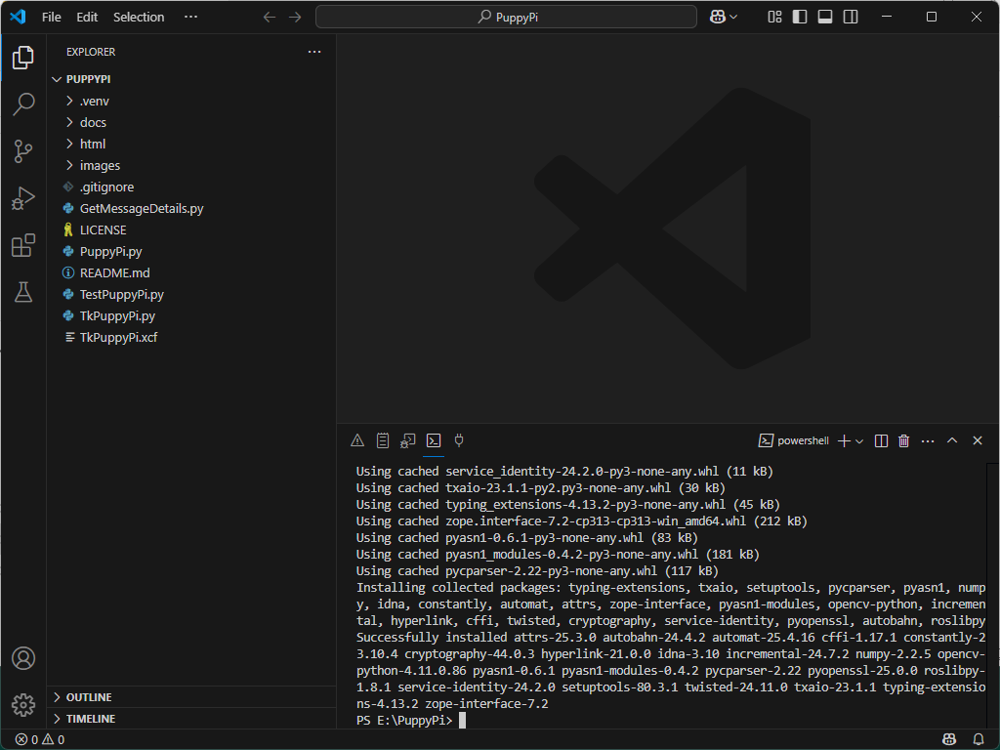 File Edit Selection ···
PuppyPi
EXPLORER ···
PUPPYPI
.venv
docs
html
images
.gitignore
GetMessageDetails.py
LICENSE
PuppyPi.py
README.md
TestPuppyPi.py
TkPuppyPi.py
TkPuppyPi.xcf
OUTLINE
TIMELINE
powershell
Using cached service_identity-24.2.0-py3-none-any.whl (11 kB)
Using cached txaio-23.1.1-py2.py3-none-any.whl (30 kB)
Using cached typing_extensions-4.13.2-py3-none-any.whl (45 kB)
Using cached zope.interface-7.2-cp313-cp313-win_amd64.whl (212 kB)
Using cached pyasn1-0.6.1-py3-none-any.whl (83 kB)
Using cached pyasn1_modules-0.4.2-py3-none-any.whl (181 kB)
Using cached pycparser-2.22-py3-none-any.whl (117 kB)
Installing collected packages: typing-extensions, txaio, setuptools, pycparser, pyasn1, nump
y, idna, constantly, automat, attrs, zope-interface, pyasn1-modules, opencv-python, incremen
tal, hyperlink, cffi, twisted, cryptography, service-identity, pyopenssl, autobahn, roslibpy
Successfully installed attrs-25.3.0 autobahn-24.4.2 automat-25.4.16 cffi-1.17.1 constantly-2
3.10.4 cryptography-44.0.3 hyperlink-21.0.0 idna-3.10 incremental-24.7.2 numpy-2.2.5 opencv-
python-4.11.0.86 pyasn1-0.6.1 pyasn1-modules-0.4.2 pycparser-2.22 pyopenssl-25.0.0 roslibpy-
1.8.1 service-identity-24.2.0 setuptools-80.3.1 twisted-24.11.0 txaio-23.1.1 typing-extensio
ns-4.13.2 zope-interface-7.2
PS E:\PuppyPi>
0 0